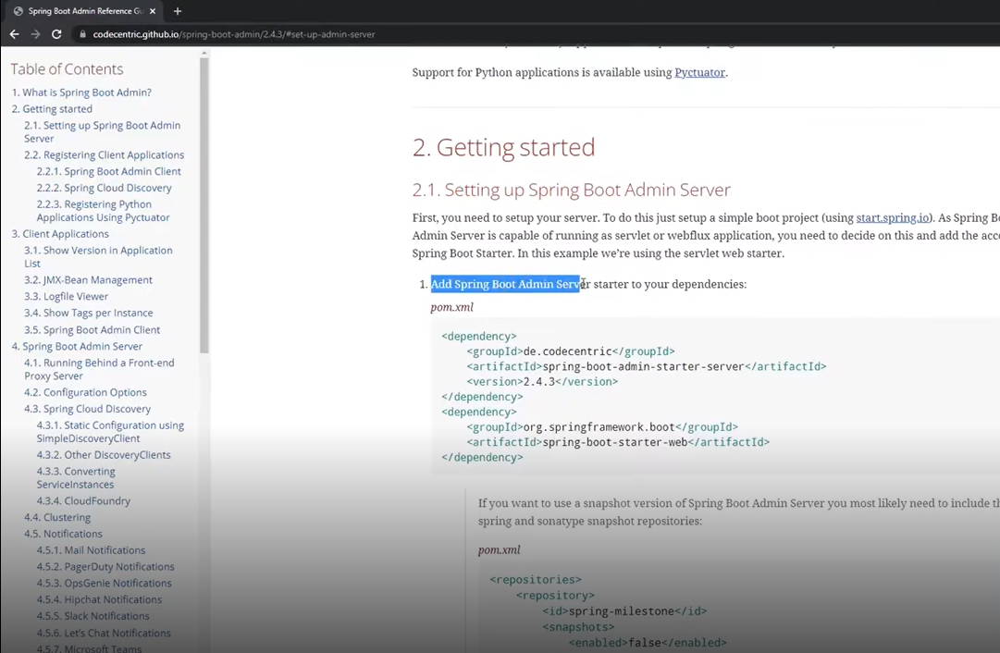 Spring Boot Admin Reference Gu
codecentric.github.io/spring-boot-admin/2.4.3/#set-up-admin-server
Table of Contents
1. What is Spring Boot Admin?
2. Getting started
2.1. Setting up Spring Boot Admin
Server
2.2. Registering Client Applications
2.2.1. Spring Boot Admin Client
2.2.2. Spring Cloud Discovery
2.2.3. Registering Python
Applications Using Pyctuator
3. Client Applications
3.1. Show Version in Application
List
3.2. JMX-Bean Management
3.3. Logfile Viewer
3.4. Show Tags per Instance
3.5. Spring Boot Admin Client
4. Spring Boot Admin Server
4.1. Running Behind a Front-end
Proxy Server
4.2. Configuration Options
4.3. Spring Cloud Discovery
4.3.1. Static Configuration using
SimpleDiscoveryClient
4.3.2. Other DiscoveryClients
4.3.3. Converting
ServiceInstances
4.3.4. CloudFoundry
4.4. Clustering
4.5. Notifications
4.5.1. Mail Notifications
4.5.2. PagerDuty Notifications
4.5.3. OpsGenie Notifications
4.5.4. Hipchat Notifications
4.5.5. Slack Notifications
4.5.6. Let's Chat Notifications
4.5.7. Microsoft Teams
Support for Python applications is available using Pyctuator.
2. Getting started
2.1. Setting up Spring Boot Admin Server
First, you need to setup your server. To do this just setup a simple boot project (using start.spring.io). As Spring Bo
Admin Server is capable of running as servlet or webflux application, you need to decide on this and add the acco
Spring Boot Starter. In this example we're using the servlet web starter.
1. Add Spring Boot Admin Server starter to your dependencies:
pom.xml
<dependency>
<groupId>de.codecentric</groupId>
<artifactId>spring-boot-admin-starter-server</artifactId>
<version>2.4.3</version>
</dependency>
<dependency>
<groupId>org.springframework.boot</groupId>
<artifactId>spring-boot-starter-web</artifactId>
</dependency>
If you want to use a snapshot version of Spring Boot Admin Server you most likely need to include th
spring and sonatype snapshot repositories:
pom.xml
<repositories>
<repository>
<id>spring-milestone</id>
<snapshots>
<enabled>false</enabled>